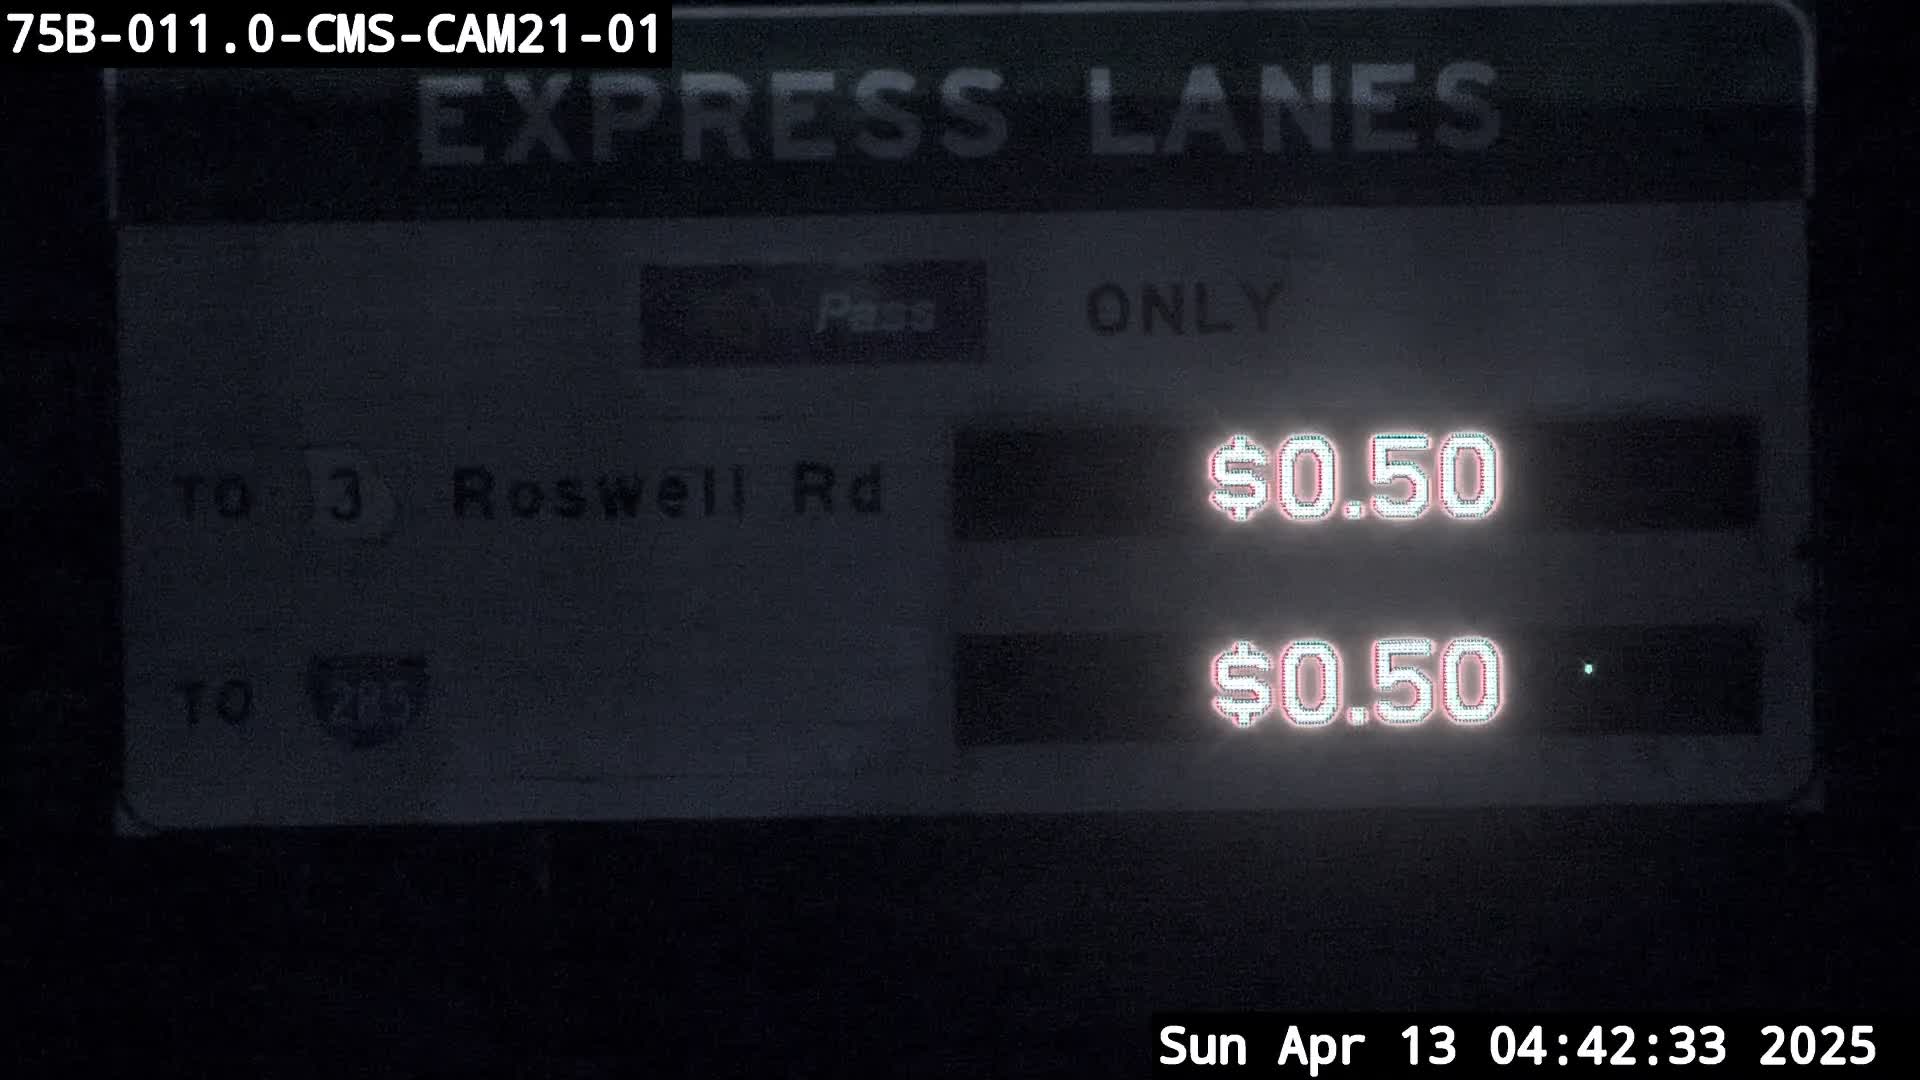 75B-011.0-CMS-CAM21-01
EXPRESS LANES
Pass ONLY
TO 3 Roswell Rd $0.50
TO 285 $0.50
Sun Apr 13 04:42:33 2025